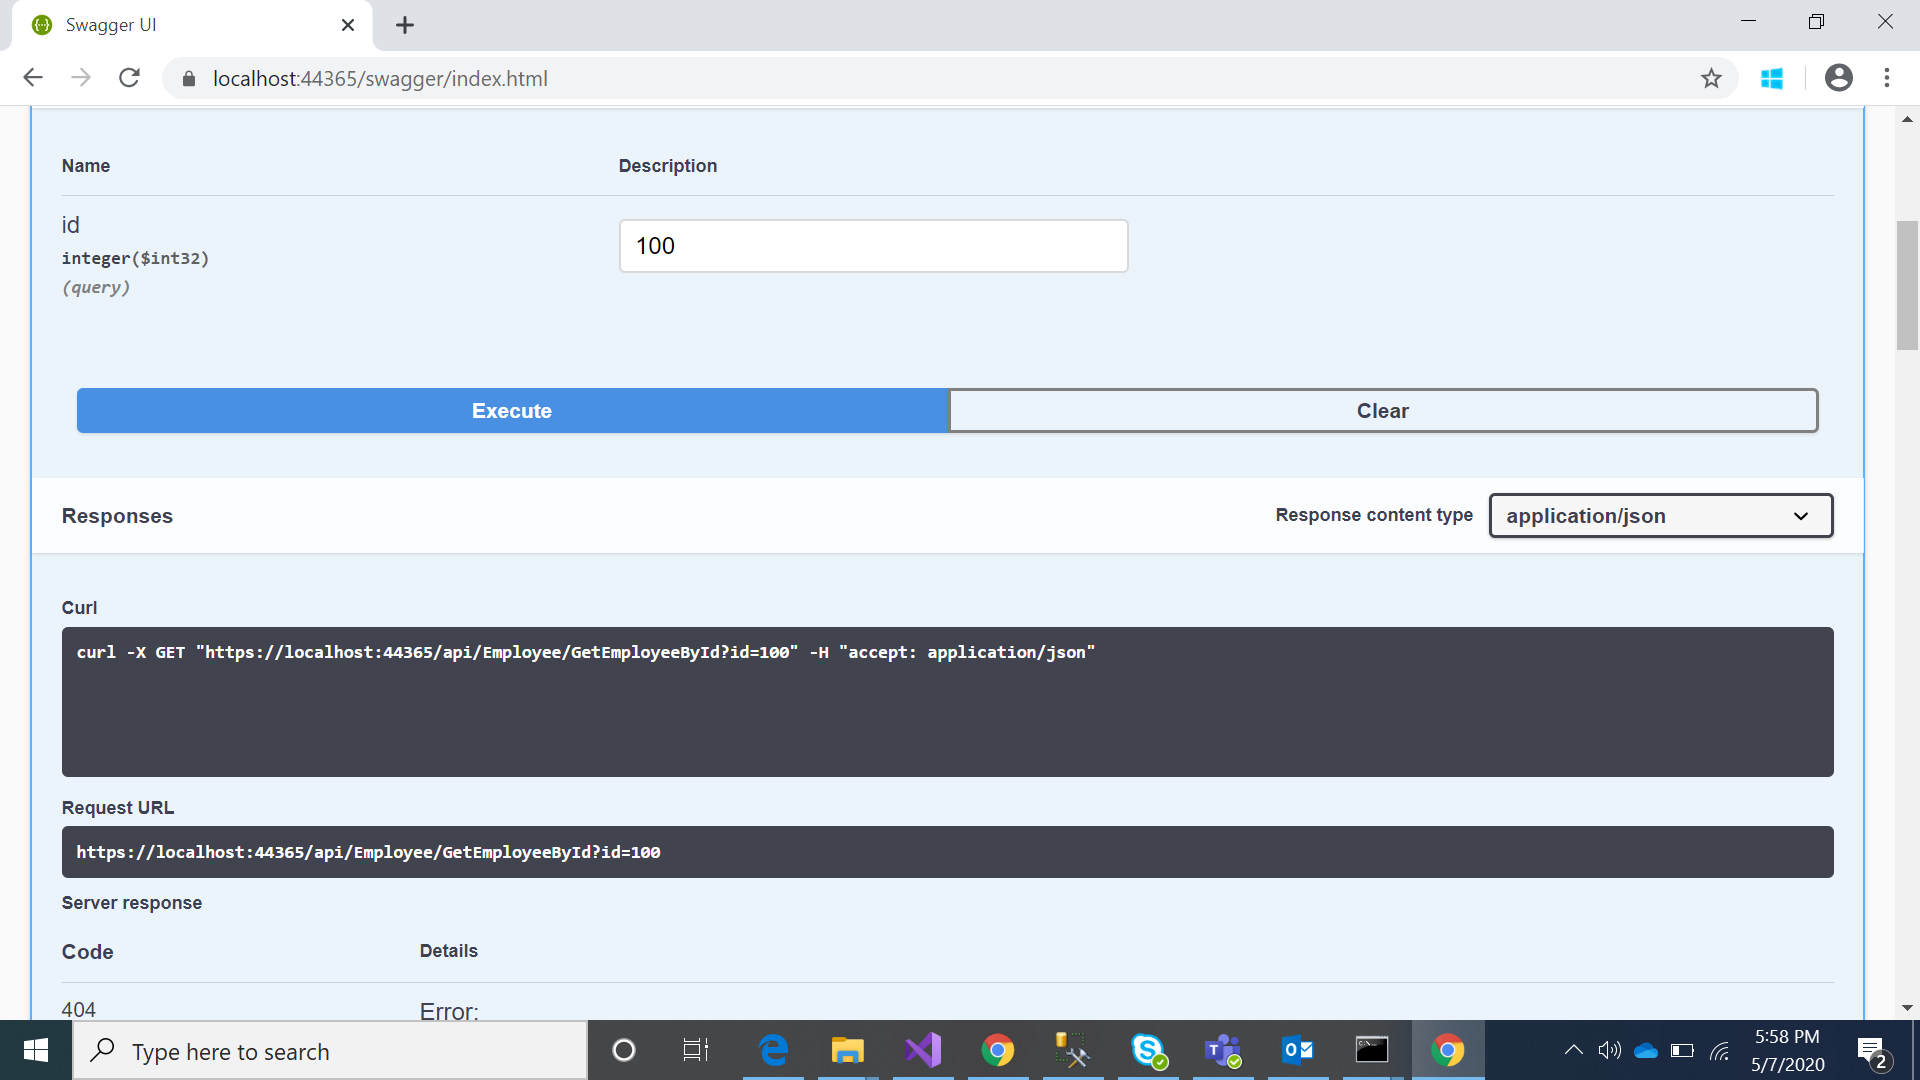 Swagger UI
localhost:44365/swagger/index.html
Name Description
id
integer($int32)
(query)
100
Execute Clear
Responses Response content type application/json
Curl
curl -X GET "https://localhost:44365/api/Employee/GetEmployeeById?id=100" -H "accept: application/json"
Request URL
https://localhost:44365/api/Employee/GetEmployeeById?id=100
Server response
Code Details
404 Error:
Type here to search
5:58 PM
5/7/2020
2